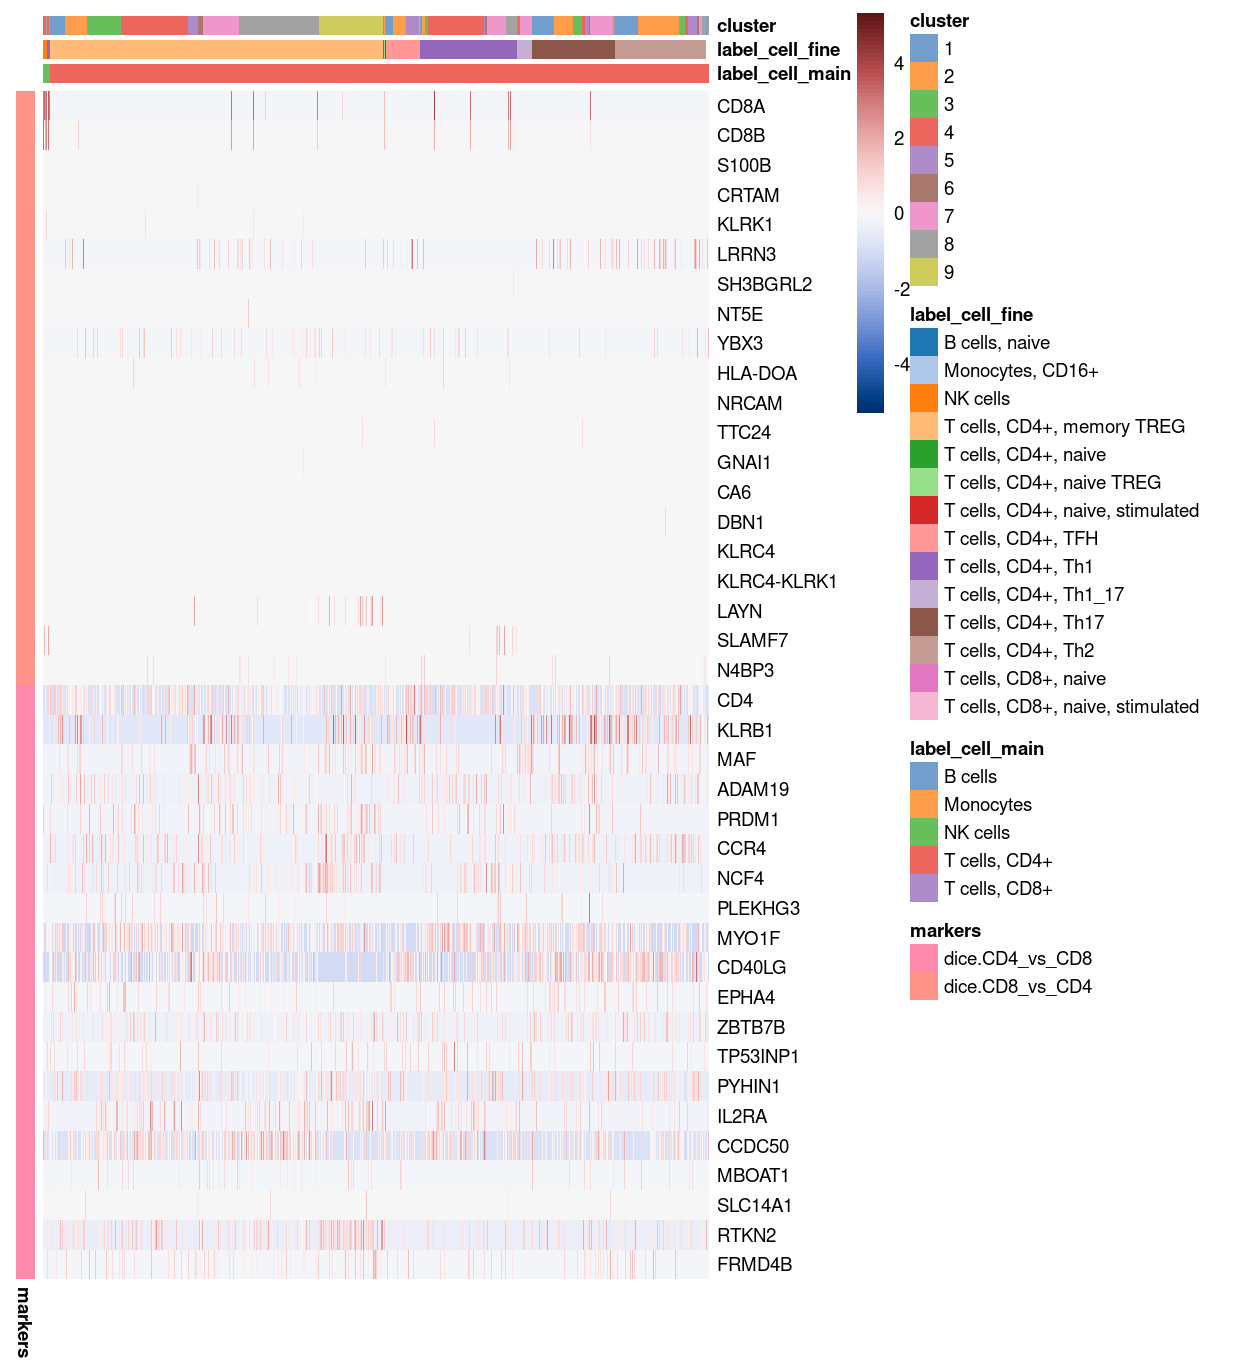 cluster
label_cell_fine
label_cell_main
CD8A
CD8B
S100B
CRTAM
KLRK1
LRRN3
SH3BGRL2
NT5E
YBX3
HLA-DOA
NRCAM
TTC24
GNAI1
CA6
DBN1
KLRC4
KLRC4-KLRK1
LAYN
SLAMF7
N4BP3
CD4
KLRB1
MAF
ADAM19
PRDM1
CCR4
NCF4
PLEKHG3
MYO1F
CD40LG
EPHA4
ZBTB7B
TP53INP1
PYHIN1
IL2RA
CCDC50
MBOAT1
SLC14A1
RTKN2
FRMD4B
markers
4
2
0
-2
-4
cluster
1
2
3
4
5
6
7
8
9
label_cell_fine
B cells, naive
Monocytes, CD16+
NK cells
T cells, CD4+, memory TREG
T cells, CD4+, naive
T cells, CD4+, naive TREG
T cells, CD4+, naive, stimulated
T cells, CD4+, TFH
T cells, CD4+, Th1
T cells, CD4+, Th1_17
T cells, CD4+, Th17
T cells, CD4+, Th2
T cells, CD8+, naive
T cells, CD8+, naive, stimulated
label_cell_main
B cells
Monocytes
NK cells
T cells, CD4+
T cells, CD8+
markers
dice.CD4_vs_CD8
dice.CD8_vs_CD4